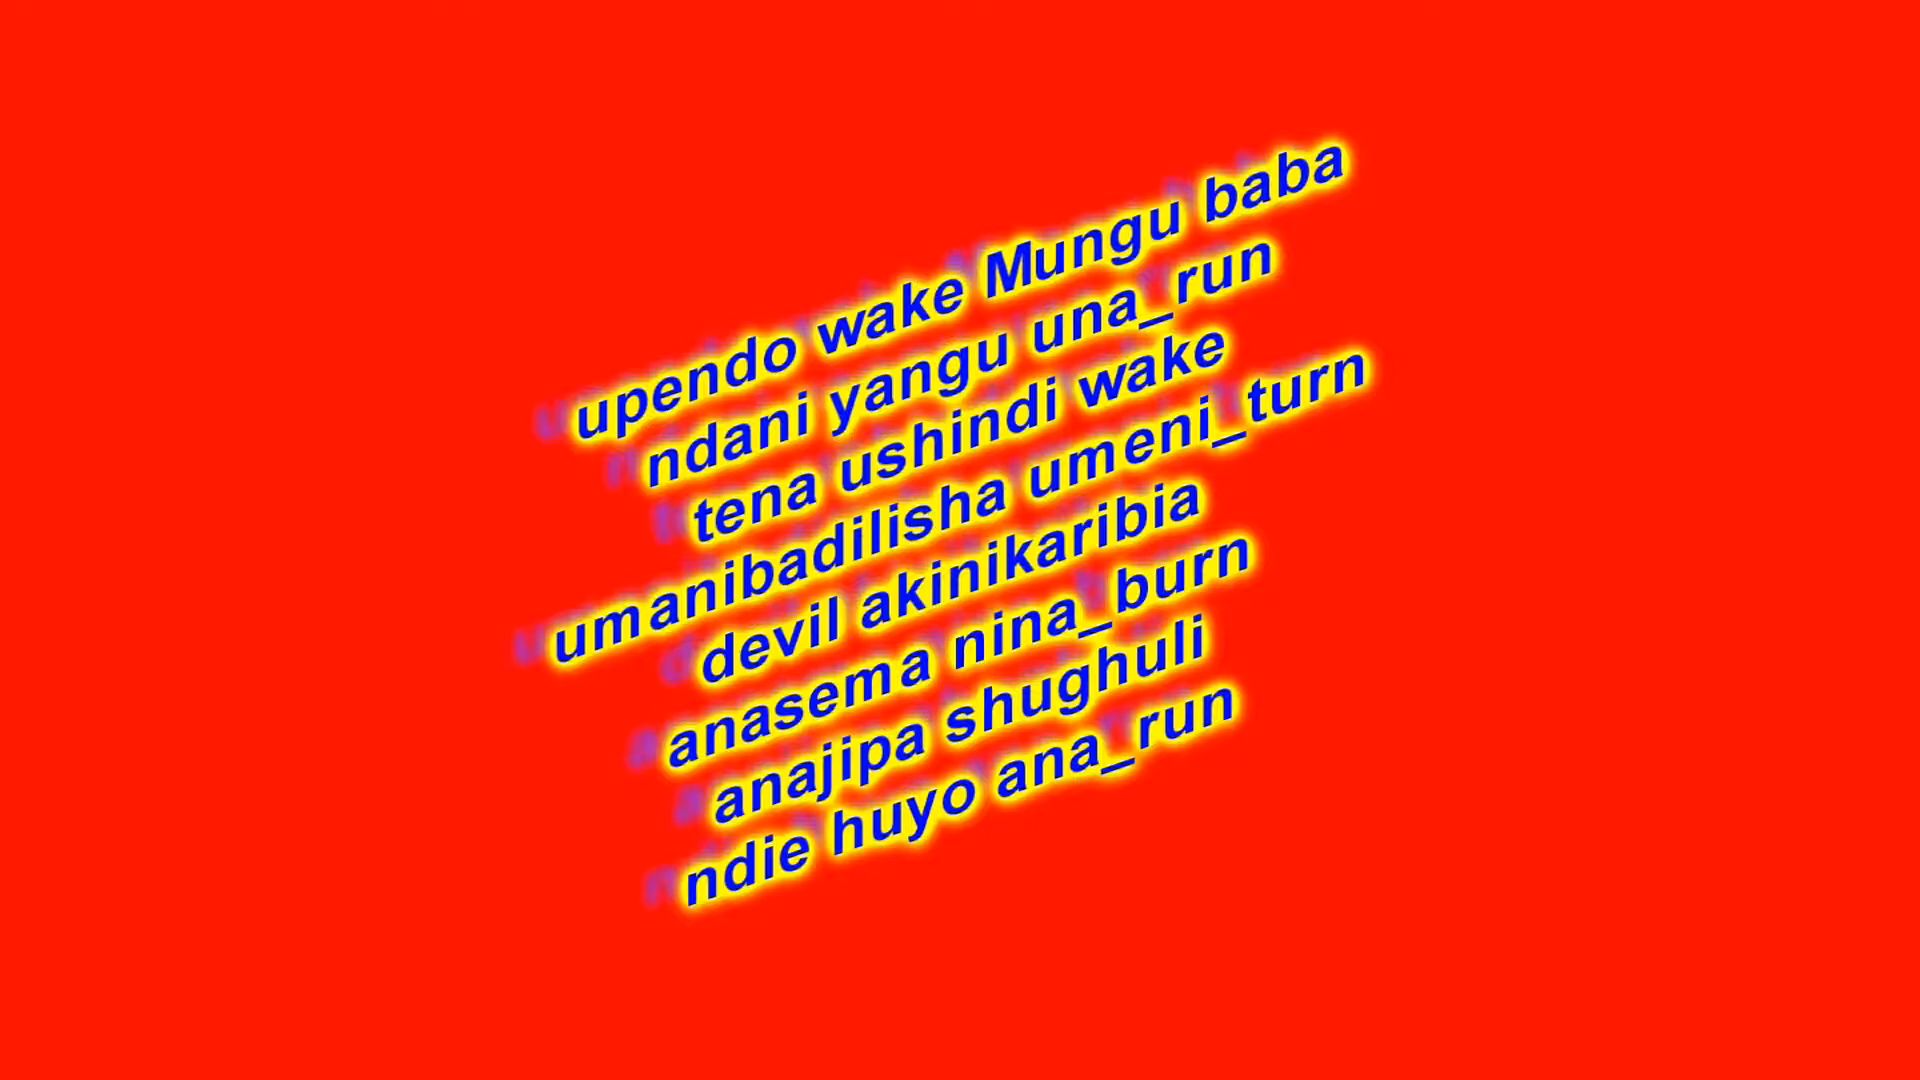 upendo wake Mungu baba
ndani yangu una_run
tena ushindi wake
umanibadilisha umeni_turn
devil akinikaribia
anasema nina_burn
anajipa shughuli
ndie huyo ana_run